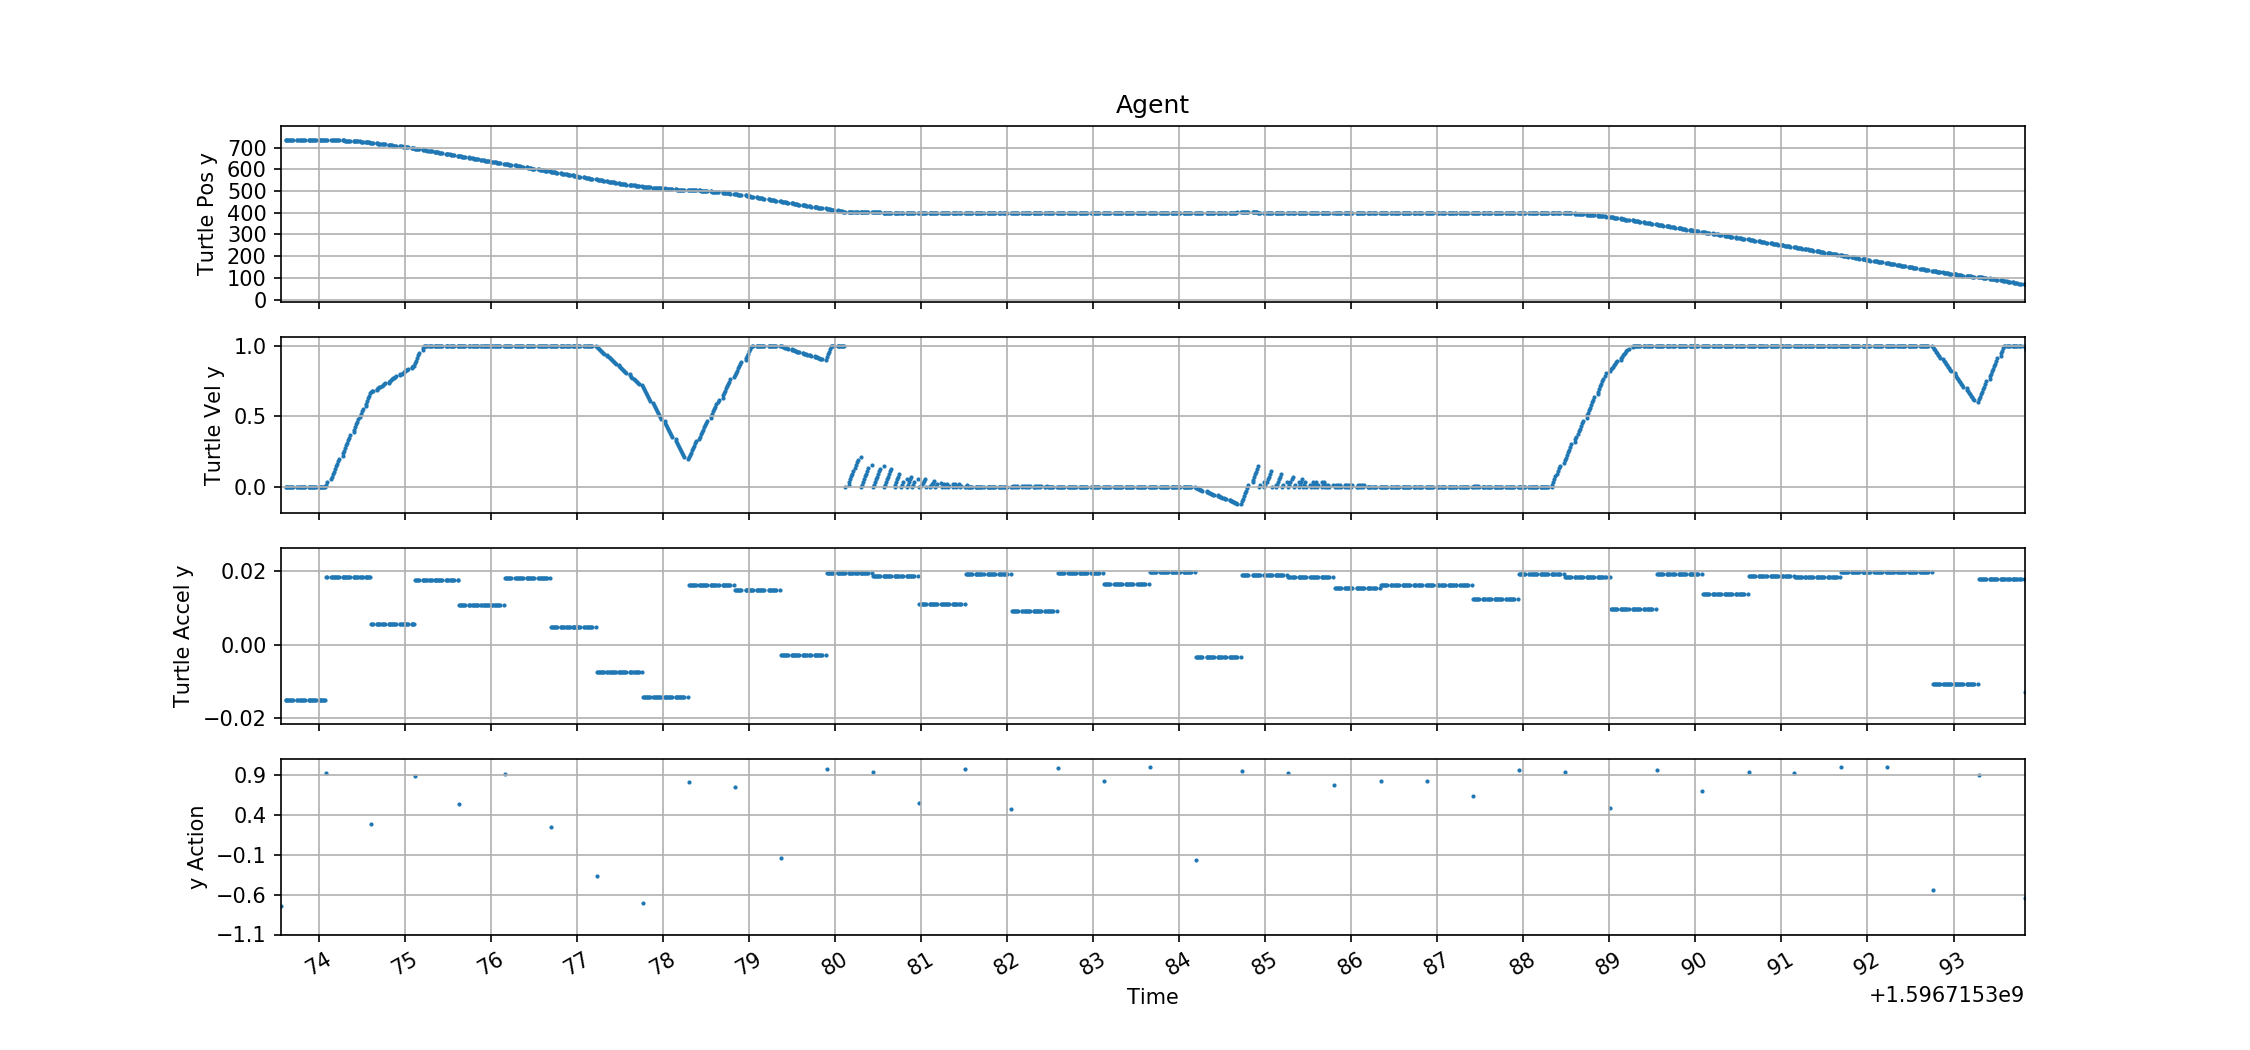 Agent
Turtle Pos y
700
600
500
400
300
200
100
0
Turtle Vel y
1.0
0.5
0.0
Turtle Accel y
0.02
0.00
−0.02
y Action
0.9
0.4
−0.1
−0.6
−1.1
74 75 76 77 78 79 80 81 82 83 84 85 86 87 88 89 90 91 92 93
Time
+1.5967153e9